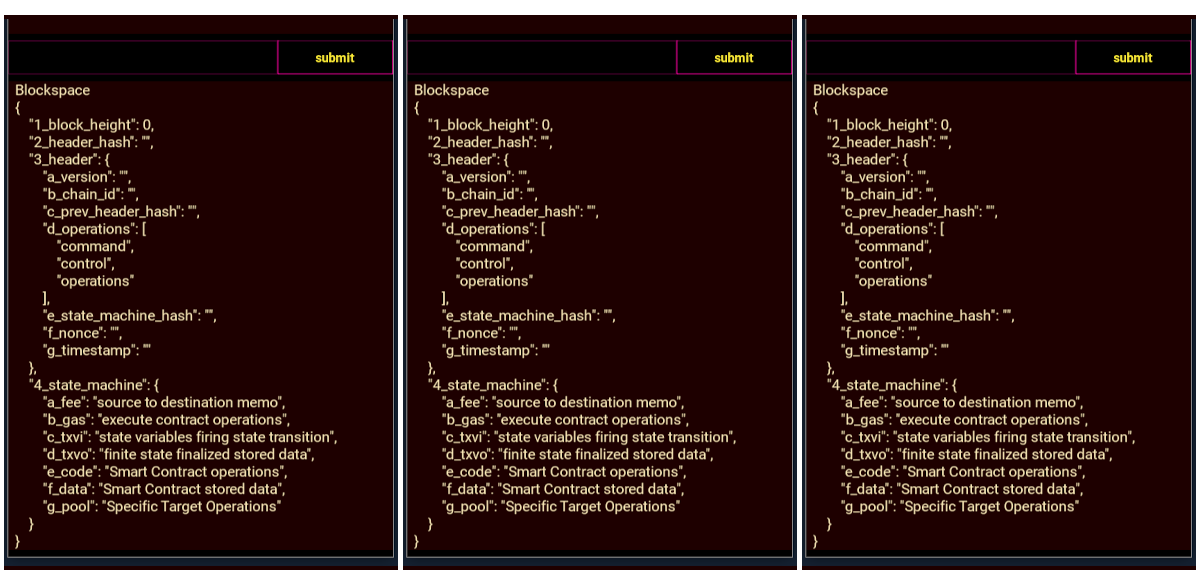 submit
Blockspace
{
"1_block_height": 0,
"2_header_hash": "",
"3_header": {
"a_version": "",
"b_chain_id": "",
"c_prev_header_hash": "",
"d_operations": [
"command",
"control",
"operations"
],
"e_state_machine_hash": "",
"f_nonce": "",
"g_timestamp": ""
},
"4_state_machine": {
"a_fee": "source to destination memo",
"b_gas": "execute contract operations",
"c_txvi": "state variables firing state transition",
"d_txvo": "finite state finalized stored data",
"e_code": "Smart Contract operations",
"f_data": "Smart Contract stored data",
"g_pool": "Specific Target Operations"
}
}
submit
Blockspace
{
"1_block_height": 0,
"2_header_hash": "",
"3_header": {
"a_version": "",
"b_chain_id": "",
"c_prev_header_hash": "",
"d_operations": [
"command",
"control",
"operations"
],
"e_state_machine_hash": "",
"f_nonce": "",
"g_timestamp": ""
},
"4_state_machine": {
"a_fee": "source to destination memo",
"b_gas": "execute contract operations",
"c_txvi": "state variables firing state transition",
"d_txvo": "finite state finalized stored data",
"e_code": "Smart Contract operations",
"f_data": "Smart Contract stored data",
"g_pool": "Specific Target Operations"
}
}
submit
Blockspace
{
"1_block_height": 0,
"2_header_hash": "",
"3_header": {
"a_version": "",
"b_chain_id": "",
"c_prev_header_hash": "",
"d_operations": [
"command",
"control",
"operations"
],
"e_state_machine_hash": "",
"f_nonce": "",
"g_timestamp": ""
},
"4_state_machine": {
"a_fee": "source to destination memo",
"b_gas": "execute contract operations",
"c_txvi": "state variables firing state transition",
"d_txvo": "finite state finalized stored data",
"e_code": "Smart Contract operations",
"f_data": "Smart Contract stored data",
"g_pool": "Specific Target Operations"
}
}